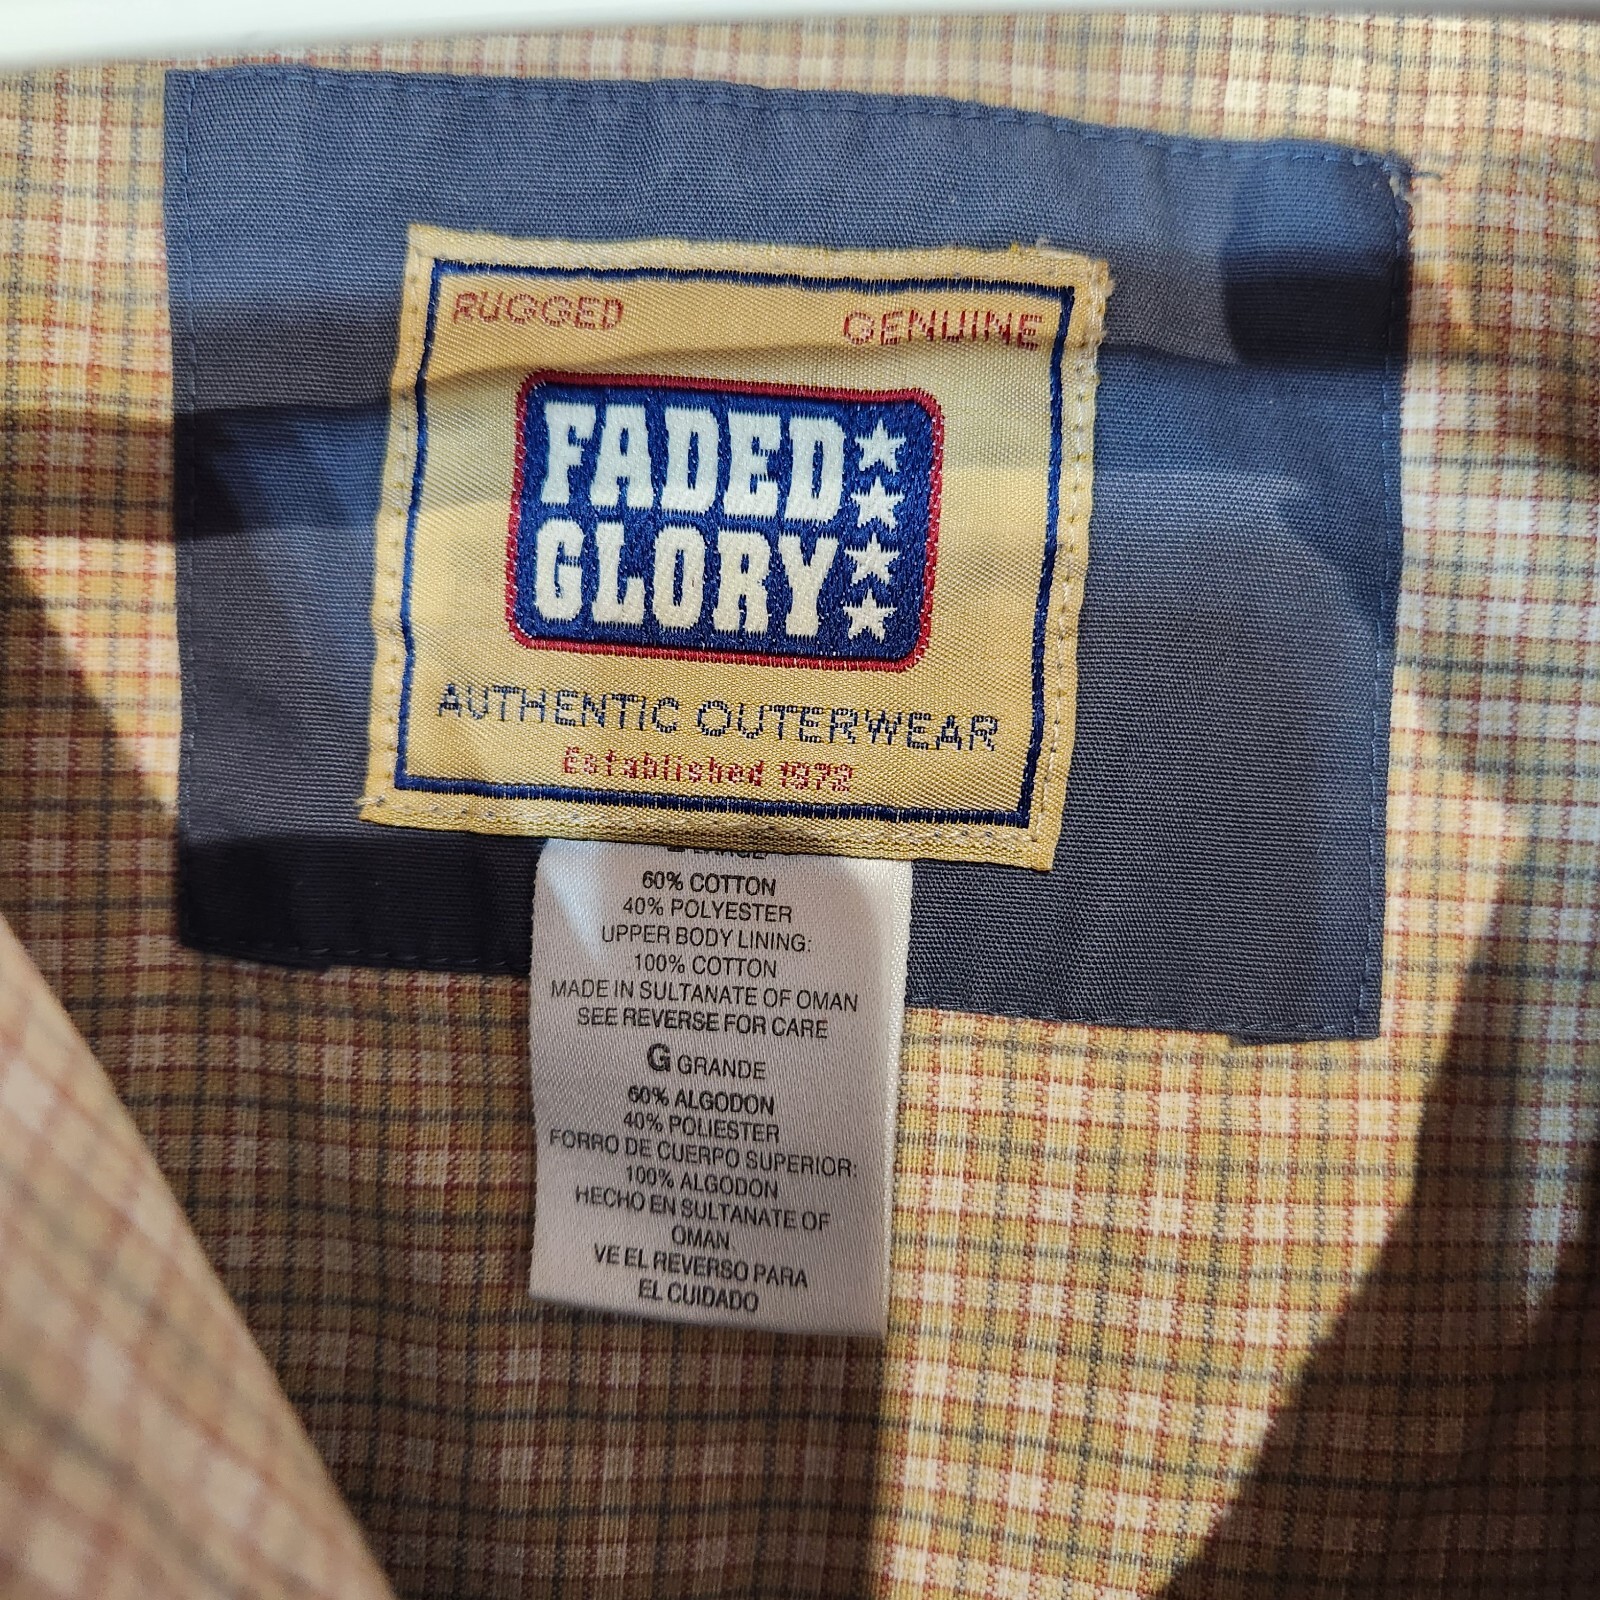 RUGGED GENUINE
FADED
GLORY
AUTHENTIC OUTERWEAR
Established 1972
60% COTTON
40% POLYESTER
UPPER BODY LINING:
100% COTTON
MADE IN SULTANATE OF OMAN
SEE REVERSE FOR CARE
G GRANDE
60% ALGODON
40% POLIESTER
FORRO DE CUERPO SUPERIOR:
100% ALGODON
HECHO EN SULTANATE OF
OMAN
VE EL REVERSO PARA
EL CUIDADO